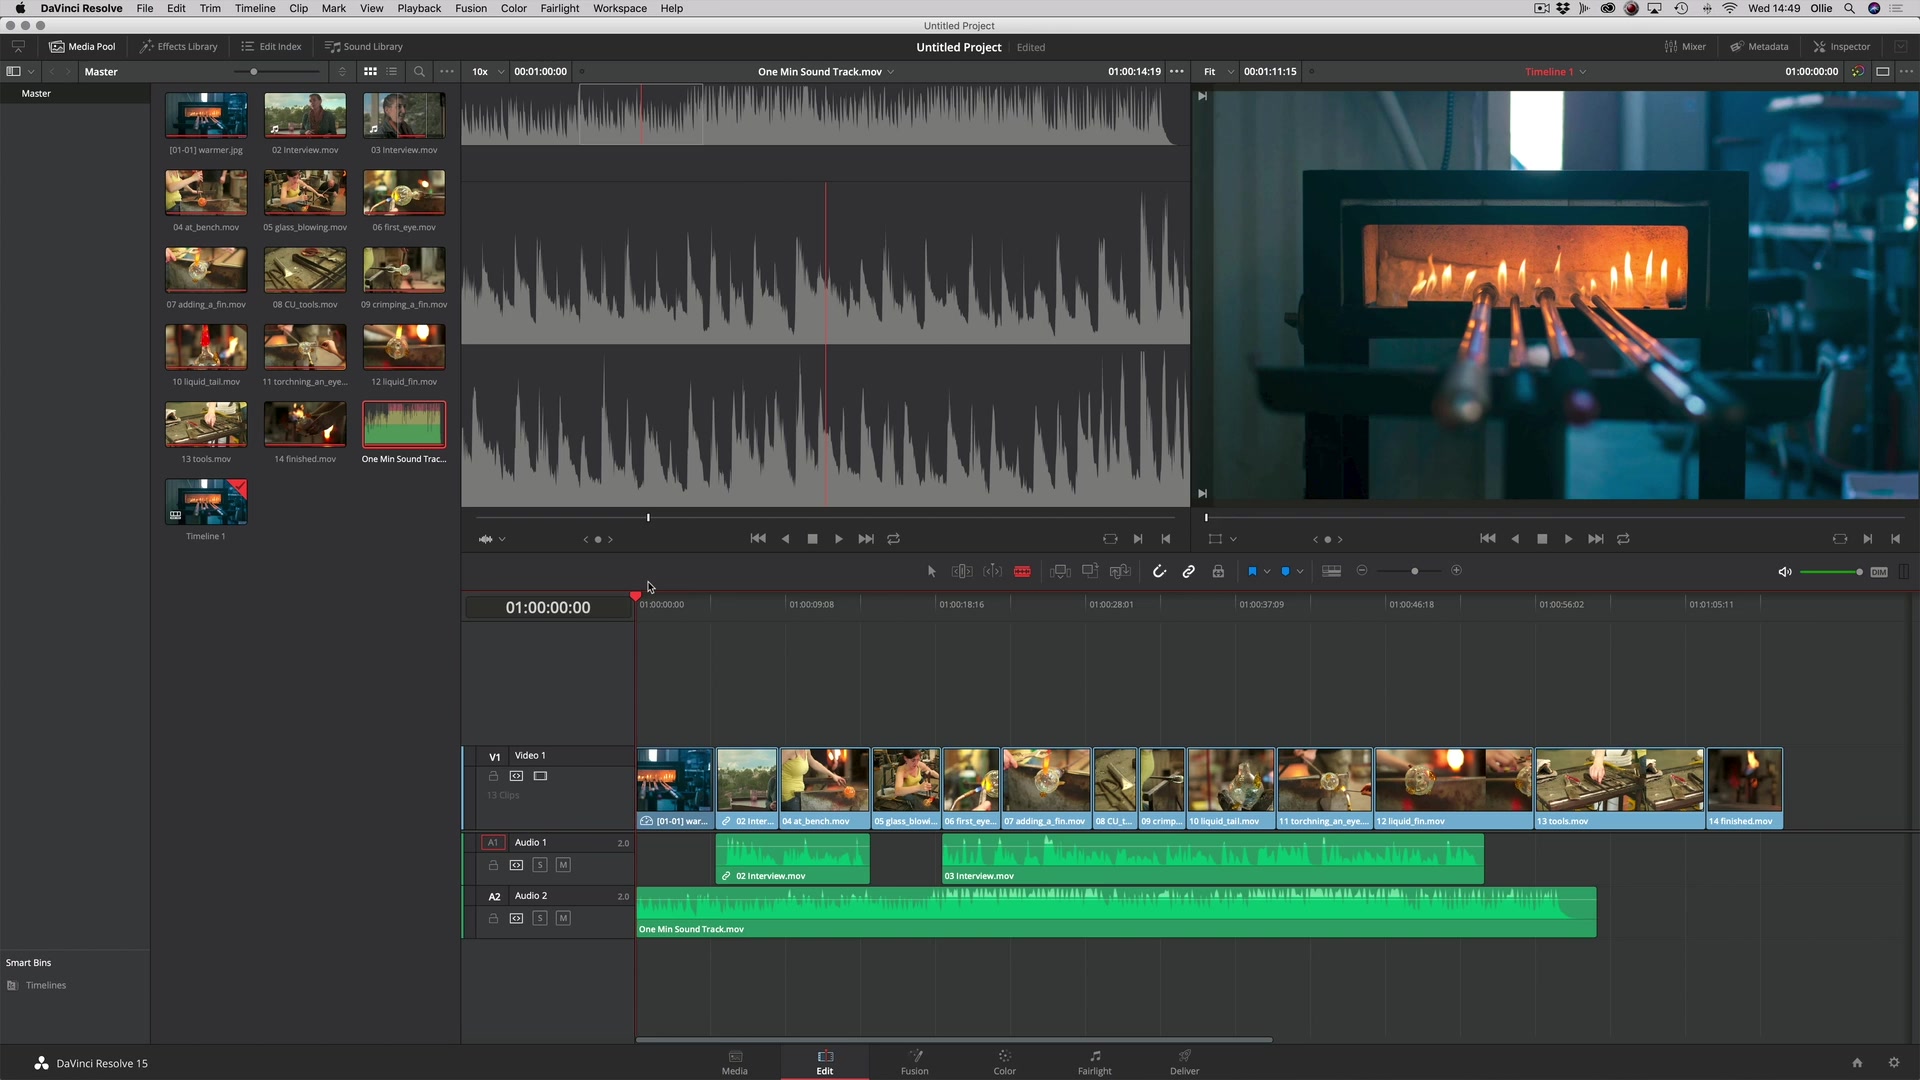 DaVinci Resolve File Edit Trim Timeline Clip Mark View Playback Fusion Color Fairlight Workspace Help Wed 14:49 Ollie
Untitled Project
Media Pool Effects Library Edit Index Sound Library Untitled Project Edited Mixer Metadata Inspector
Master 10x 00:01:00:00 One Min Sound Track.mov 01:00:14:19 Fit 00:01:11:15 Timeline 1 01:00:00:00
Master
[01-01] warmer.jpg 02 Interview.mov 03 Interview.mov
04 at_bench.mov 05 glass_blowing.mov 06 first_eye.mov
07 adding_a_fin.mov 08 CU_tools.mov 09 crimping_a_fin.mov
10 liquid_tail.mov 11 torchning_an_eye... 12 liquid_fin.mov
13 tools.mov 14 finished.mov One Min Sound Trac...
Timeline 1
DIM
01:00:00:00 01:00:00:00 01:00:09:08 01:00:18:16 01:00:28:01 01:00:37:09 01:00:46:18 01:00:56:02 01:01:05:11
V1 Video 1
13 Clips
[01-01] war... 02 Inter... 04 at_bench.mov 05 glass_blowi... 06 first_eye... 07 adding_a_fin.mov 08 CU_t... 09 crimp... 10 liquid_tail.mov 11 torchning_an_eye.... 12 liquid_fin.mov 13 tools.mov 14 finished.mov
A1 Audio 1 2.0
S M
02 Interview.mov 03 Interview.mov
A2 Audio 2 2.0
S M
One Min Sound Track.mov
Smart Bins
Timelines
DaVinci Resolve 15 Media Edit Fusion Color Fairlight Deliver